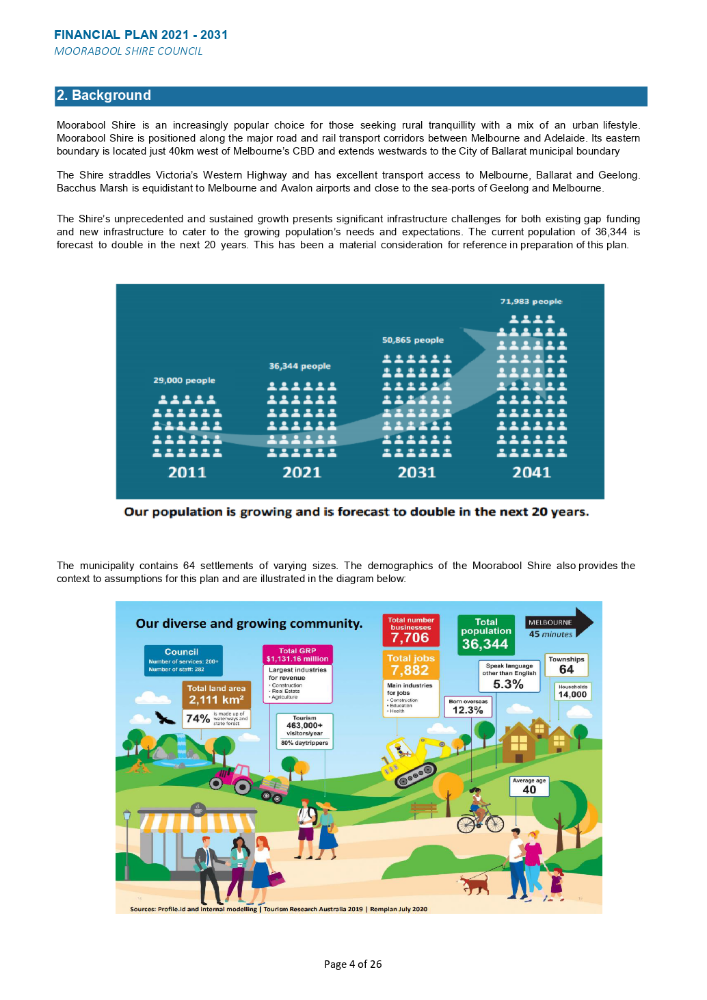 FINANCIAL PLAN 2021 - 2031
MOORABOOL SHIRE COUNCIL
2. Background
Moorabool Shire is an increasingly popular choice for those seeking rural tranquillity with a mix of an urban lifestyle.
Moorabool Shire is positioned along the major road and rail transport corridors between Melbourne and Adelaide. Its eastern
boundary is located just 40km west of Melbourne's CBD and extends westwards to the City of Ballarat municipal boundary
The Shire straddles Victoria's Western Highway and has excellent transport access to Melbourne, Ballarat and Geelong.
Bacchus Marsh is equidistant to Melbourne and Avalon airports and close to the sea-ports of Geelong and Melbourne.
The Shire's unprecedented and sustained growth presents significant infrastructure challenges for both existing gap funding
and new infrastructure to cater to the growing population's needs and expectations. The current population of 36,344 is
forecast to double in the next 20 years. This has been a material consideration for reference in preparation of this plan.
71,983 people
50,865 people
36,344 people
29,000 people
2011 2021 2031 2041
Our population is growing and is forecast to double in the next 20 years.
The municipality contains 64 settlements of varying sizes. The demographics of the Moorabool Shire also provides the
context to assumptions for this plan and are illustrated in the diagram below:
Our diverse and growing community.
Council
Number of services: 200+
Number of staff: 282
Total land area
2,111 km²
74% is made up of
waterways and
state forest
Total GRP
$1,131.16 million
Largest industries
for revenue
• Construction
• Real Estate
• Agriculture
Tourism
463,000+
visitors/year
80% daytrippers
Total number
businesses
7,706
Total jobs
7,882
Main industries
for jobs
• Construction
• Education
• Health
Total
population
36,344
MELBOURNE
45 minutes
Speak language
other than English
5.3%
Born overseas
12.3%
Townships
64
Households
14,000
Average age
40
Sources: Profile.id and internal modelling | Tourism Research Australia 2019 | Remplan July 2020
Page 4 of 26